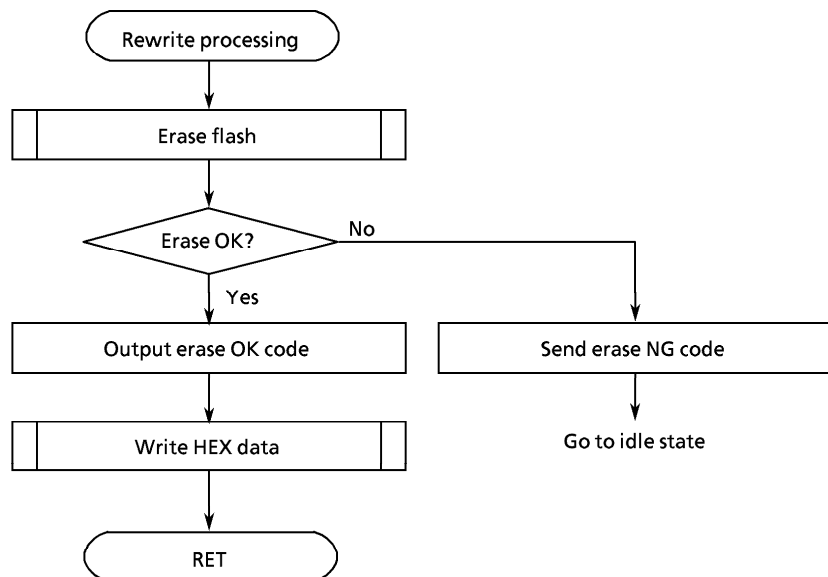 Rewrite processing
Erase flash
Erase OK?
No
Yes
Output erase OK code
Send erase NG code
Write HEX data
Go to idle state
RET